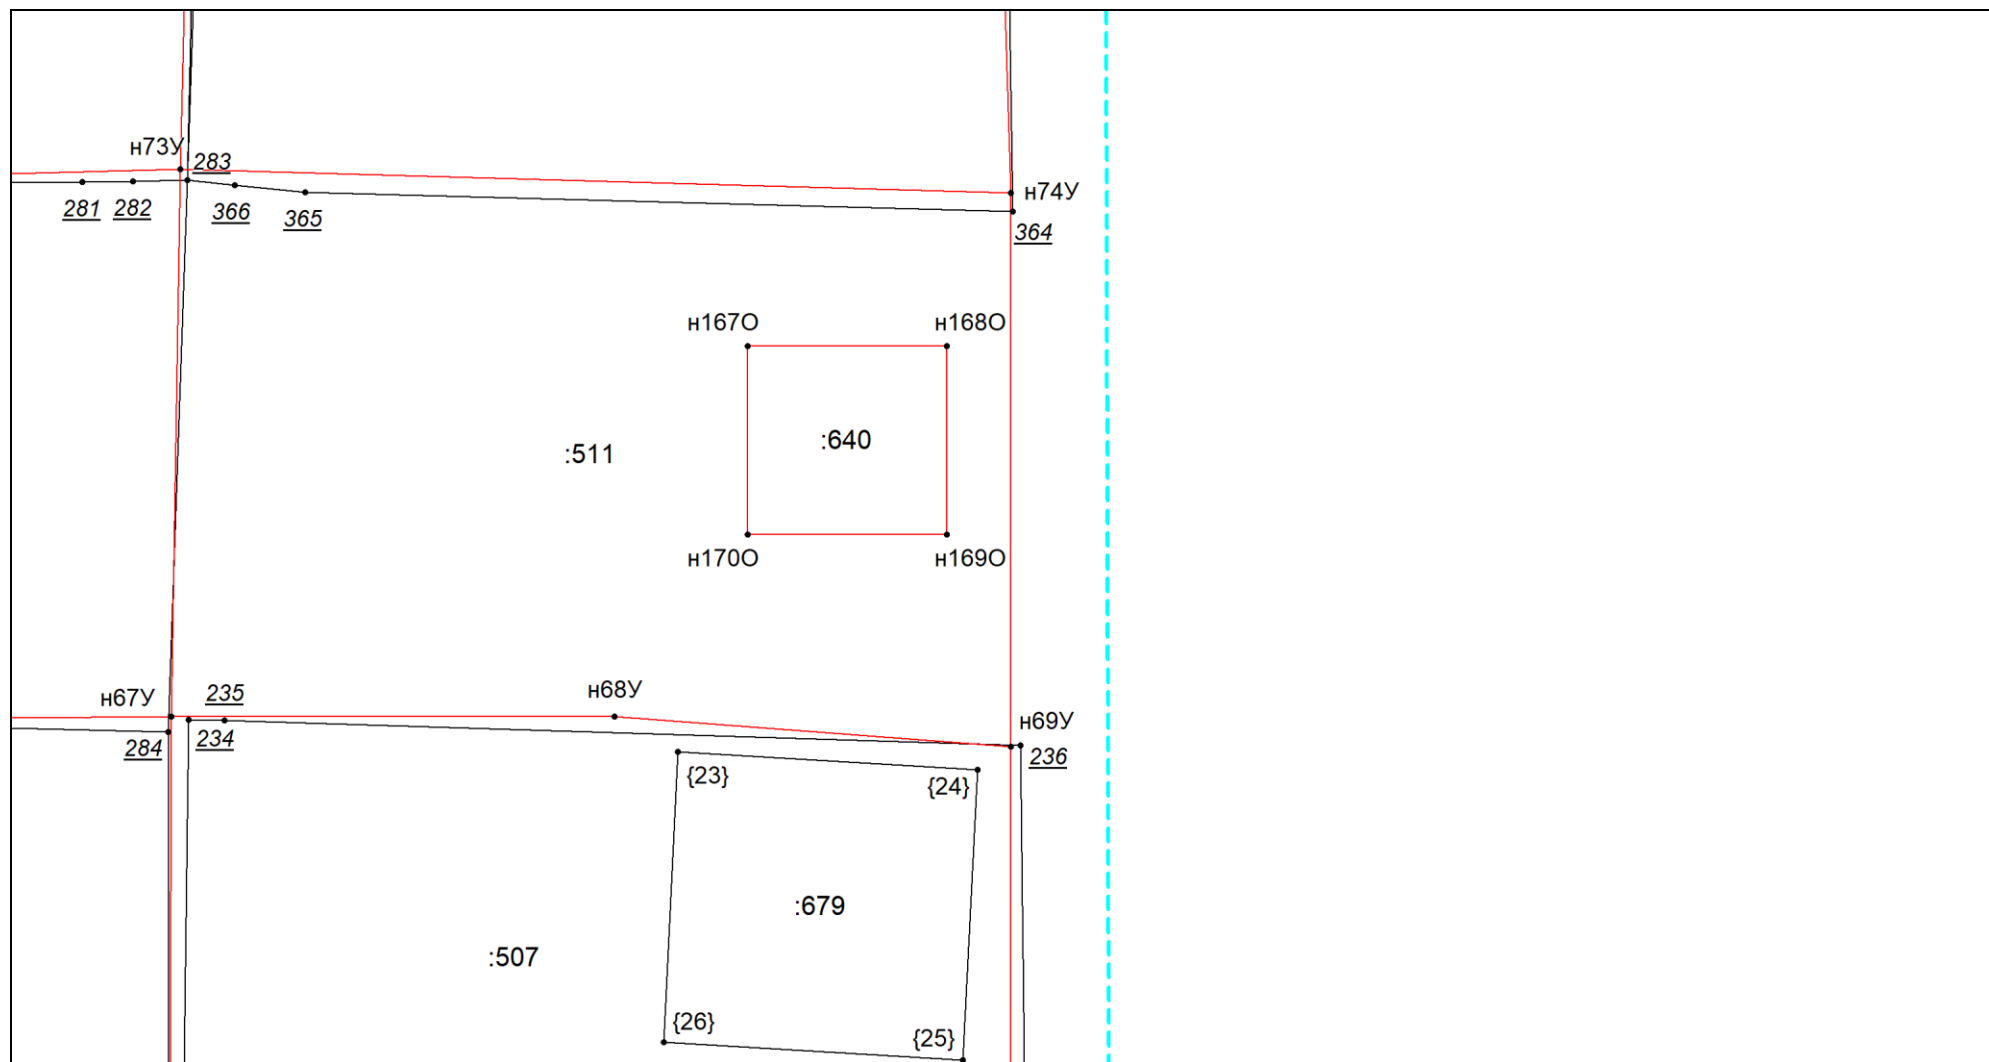 н73У
283
281
282
366
365
н74У
364
н167О
н168О
:511
:640
н170О
н169О
н67У
235
н68У
284
234
н69У
236
{23}
{24}
:679
:507
{26}
{25}